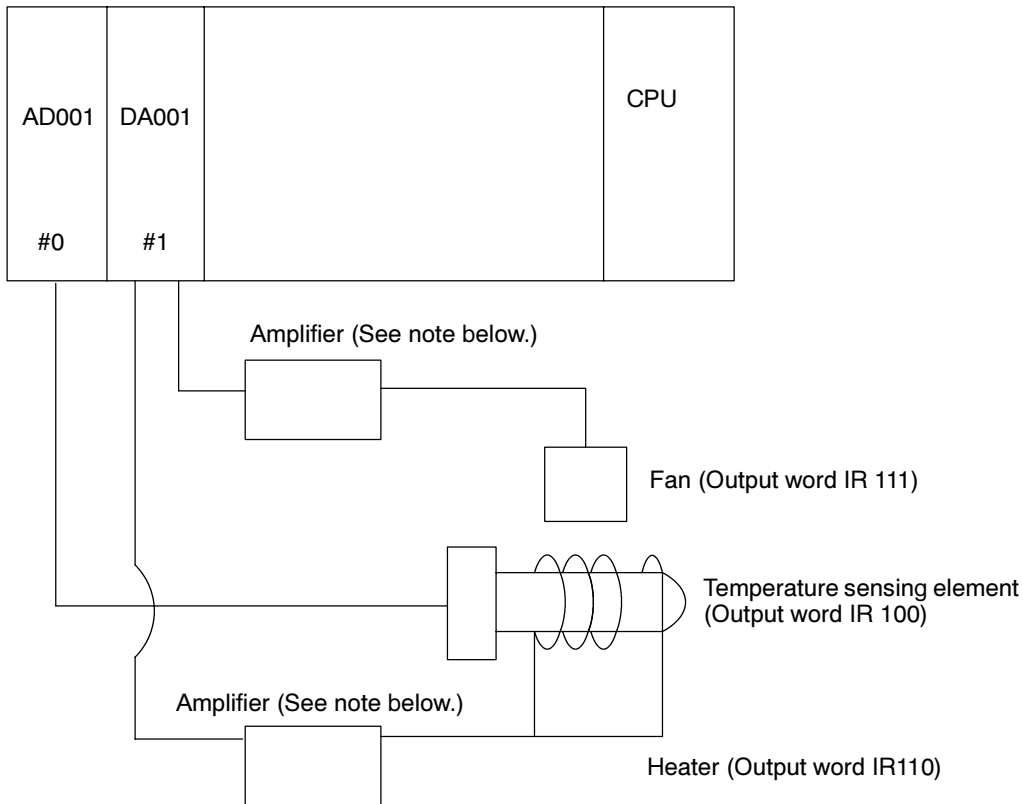 CPU
AD001
DA001
#0
#1
Amplifier (See note below.)
Fan (Output word IR 111)
Temperature sensing element
(Output word IR 100)
Amplifier (See note below.)
Heater (Output word IR110)